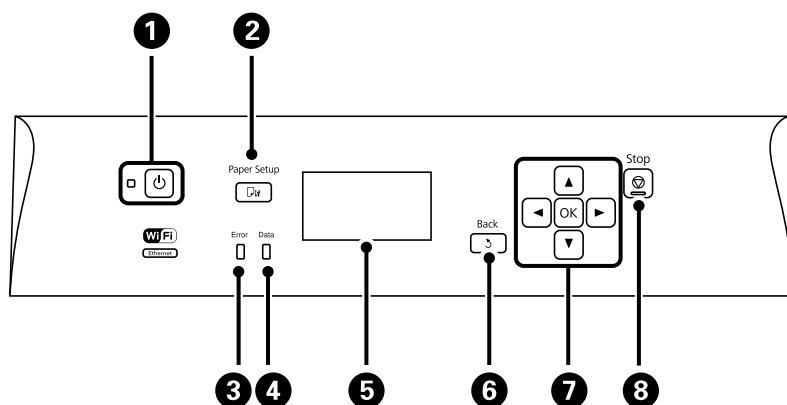 1 2
Paper Setup
Stop
OK
Back
WiFi
Ethernet
Error Data
3 4 5 6 7 8